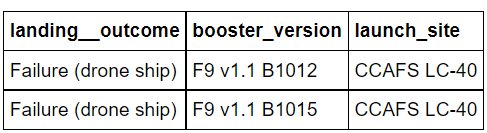 landing__outcome booster_version launch_site
Failure (drone ship) F9 v1.1 B1012 CCAFS LC-40
Failure (drone ship) F9 v1.1 B1015 CCAFS LC-40